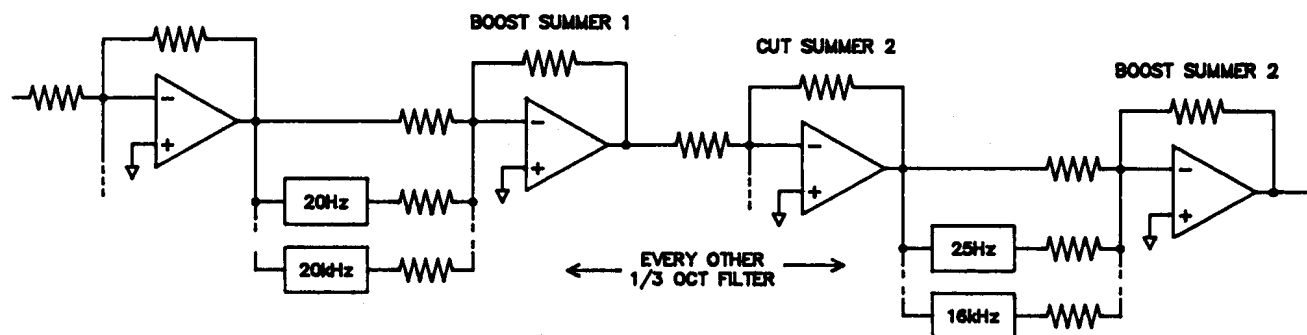 BOOST SUMMER 1
CUT SUMMER 2
BOOST SUMMER 2
-
+
-
+
-
+
-
+
20Hz
20kHz
EVERY OTHER
1/3 OCT FILTER
25Hz
16kHz